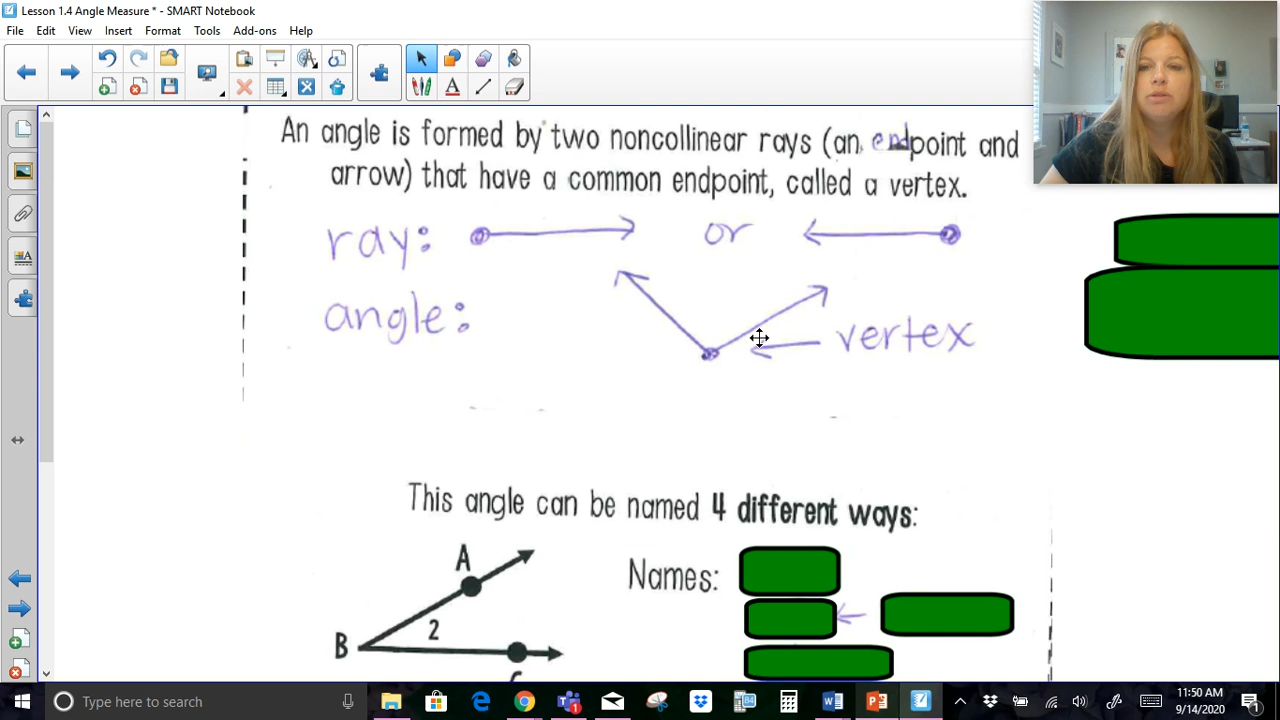 Lesson 1.4 Angle Measure * - SMART Notebook
File Edit View Insert Format Tools Add-ons Help
An angle is formed by two noncollinear rays (an endpoint and
arrow) that have a common endpoint, called a vertex.
ray: or
angle: vertex
This angle can be named 4 different ways:
A
Names:
2
B
Type here to search
11:50 AM
9/14/2020